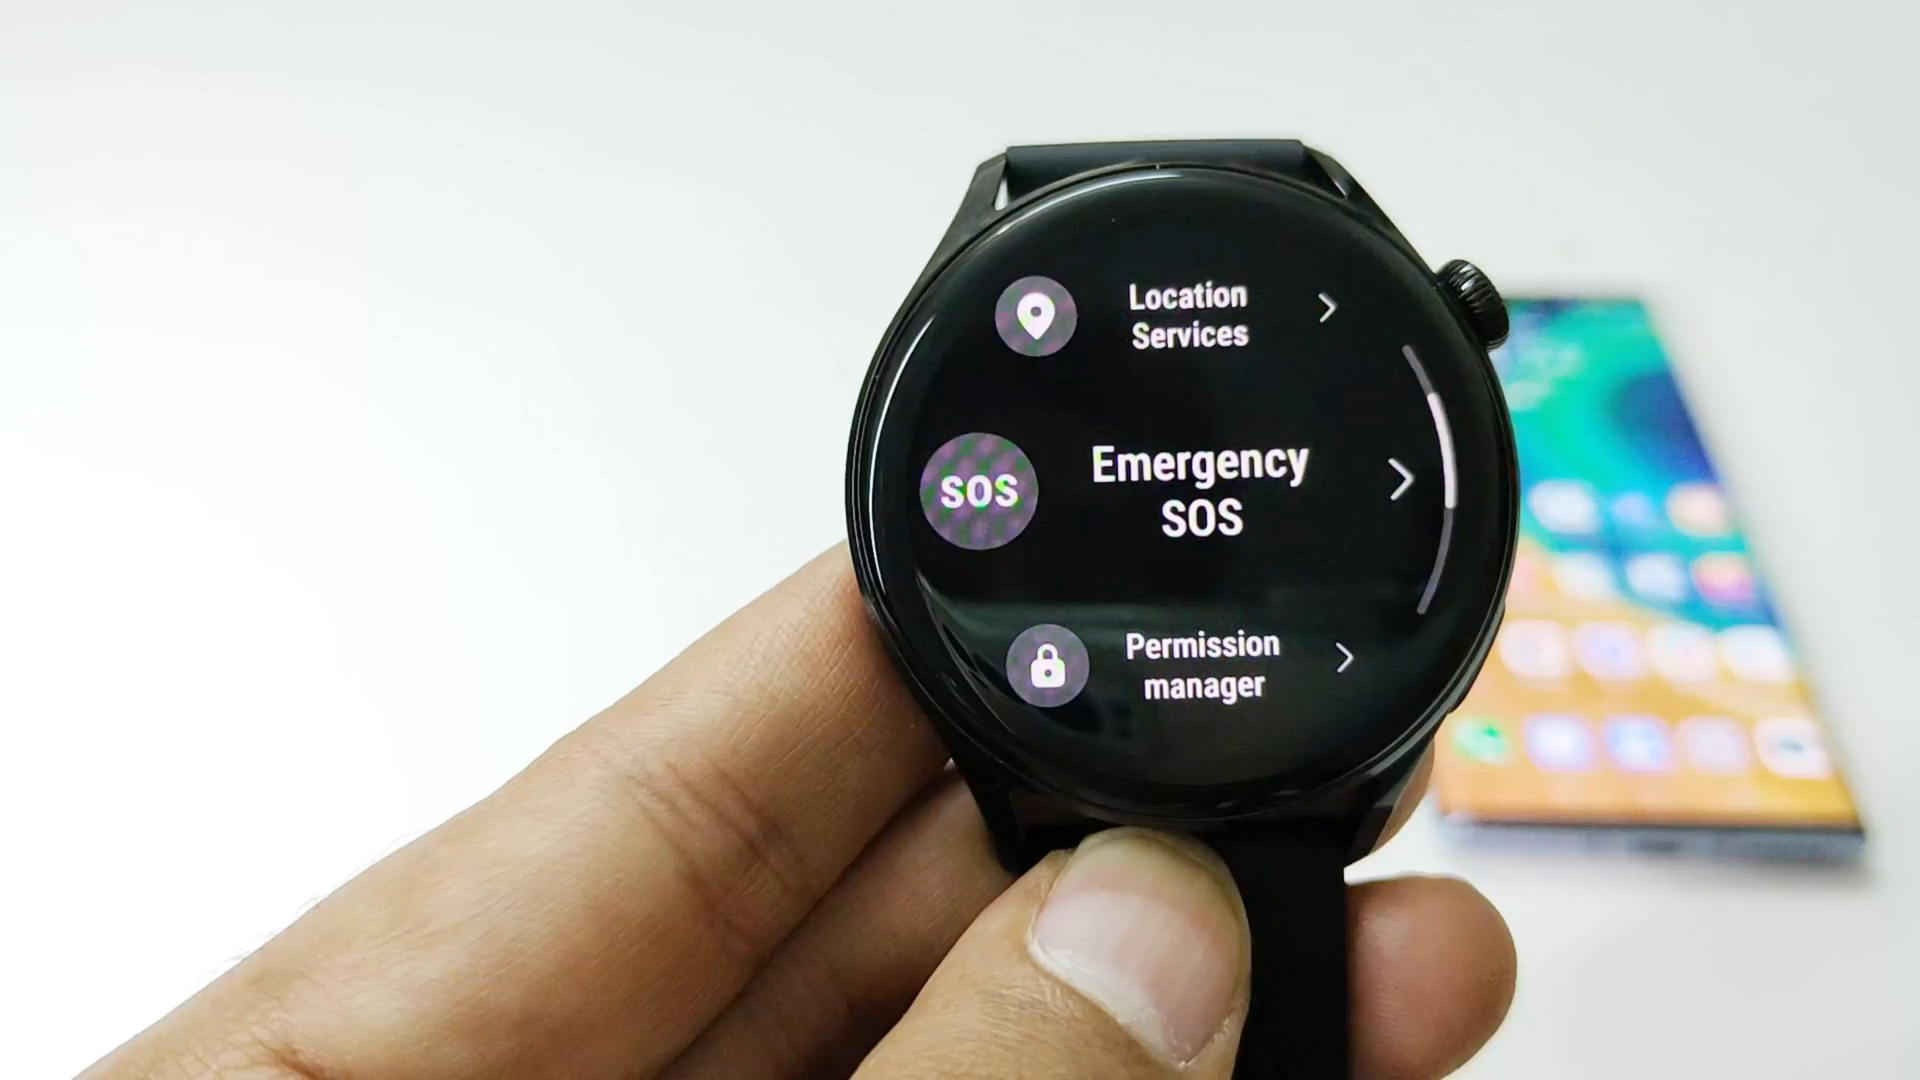 Location
Services
SOS
Emergency
SOS
Permission
manager